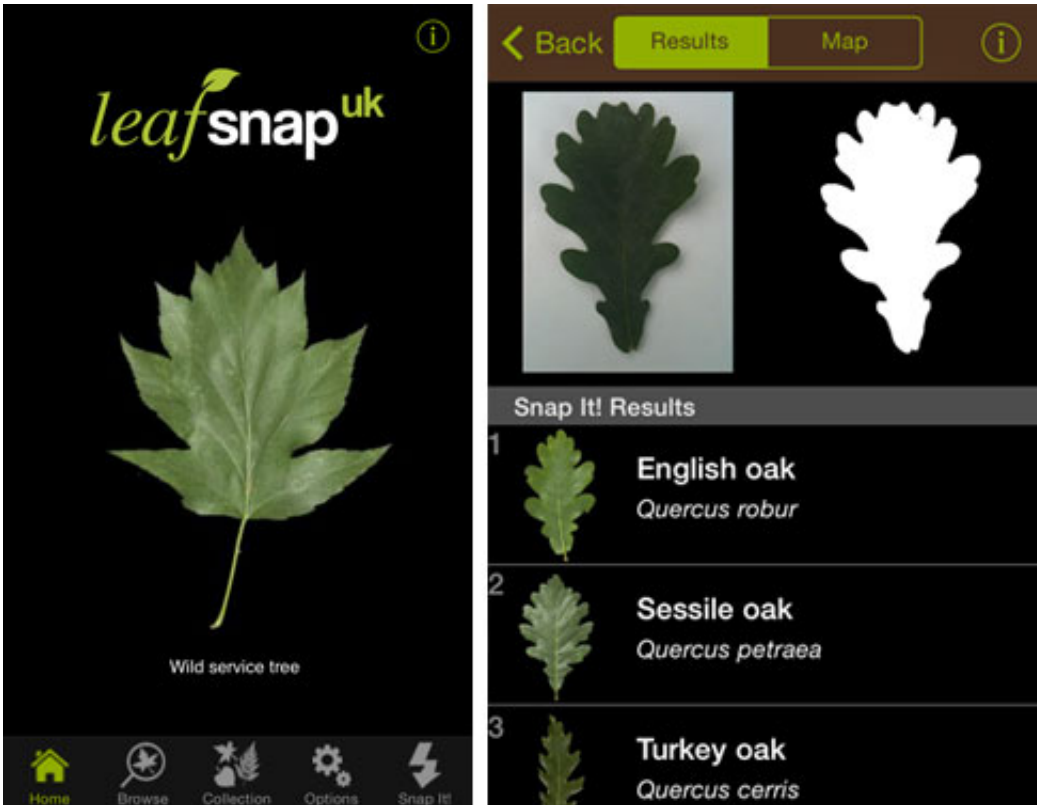 leafsnap uk
Wild service tree
Home Browse Collection Options Snap It!
Back Results Map
Snap It! Results
1
English oak
Quercus robur
2
Sessile oak
Quercus petraea
3
Turkey oak
Quercus cerris